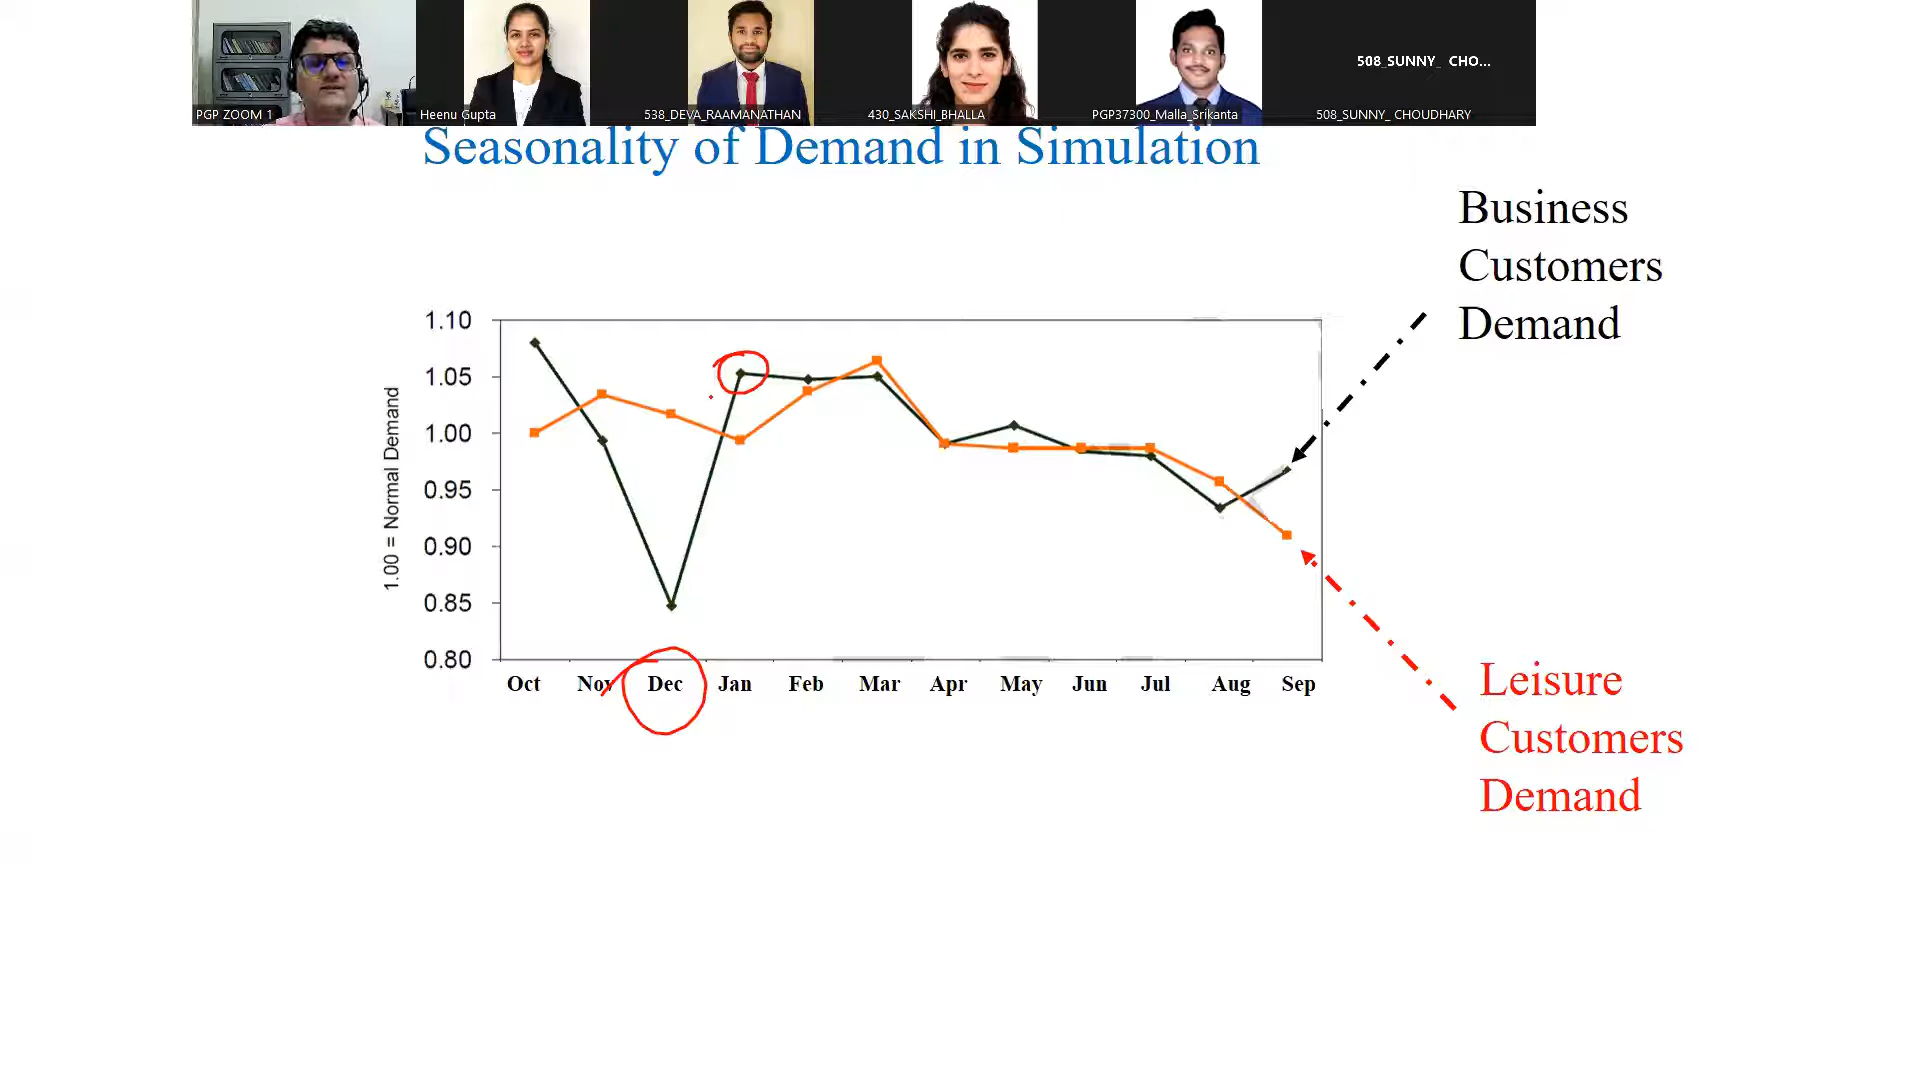 508_SUNNY_ CHO...
PGP ZOOM 1
Heenu Gupta
538_DEVA_RAAMANATHAN
430_SAKSHI_BHALLA
PGP37300_Malla_Srikanta
508_SUNNY_ CHOUDHARY
Seasonality of Demand in Simulation
Business
Customers
Demand
1.10
1.05
1.00
0.95
0.90
0.85
0.80
1.00 = Normal Demand
Oct Nov Dec Jan Feb Mar Apr May Jun Jul Aug Sep
Leisure
Customers
Demand